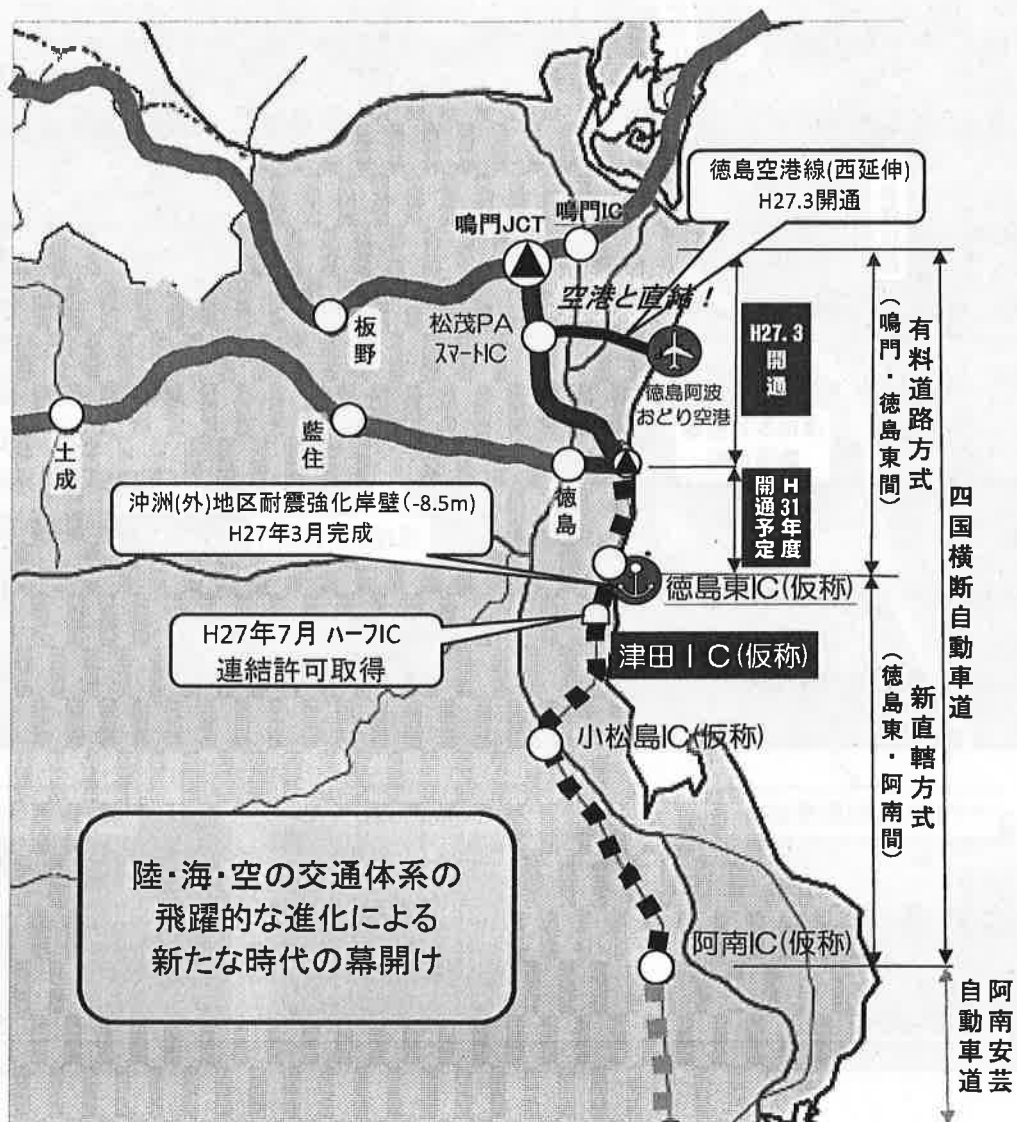 徳島空港線(西延伸)
H27.3開通
鳴門JCT
鳴門IC
空港と直結！
松茂PA
スマートIC
板野
徳島阿波
おどり空港
H27.3
開通
有料道路方式
(鳴門・徳島東間)
四国横断自動車道
土成
藍住
徳島
H31年度
開通予定
沖洲(外)地区耐震強化岸壁(-8.5m)
H27年3月完成
徳島東IC(仮称)
H27年7月 ハーフIC
連結許可取得
津田IC(仮称)
新直轄方式
(徳島東・阿南間)
小松島IC(仮称)
陸・海・空の交通体系の
飛躍的な進化による
新たな時代の幕開け
阿南IC(仮称)
阿南安芸
自動車道